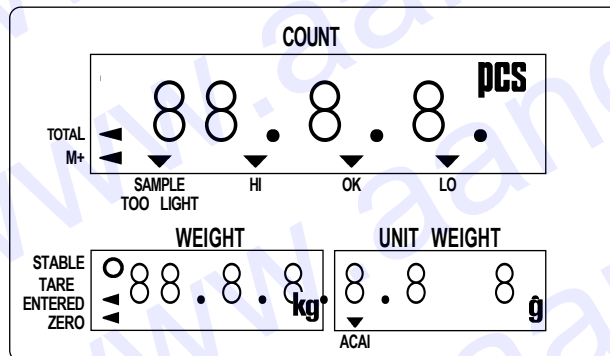 COUNT
pcs
88.8.8.
TOTAL
M+
SAMPLE TOO LIGHT
HI
OK
LO
WEIGHT
UNIT WEIGHT
STABLE
TARE ENTERED
ZERO
88.8.8.
kg
8.8 8
g
ACAI